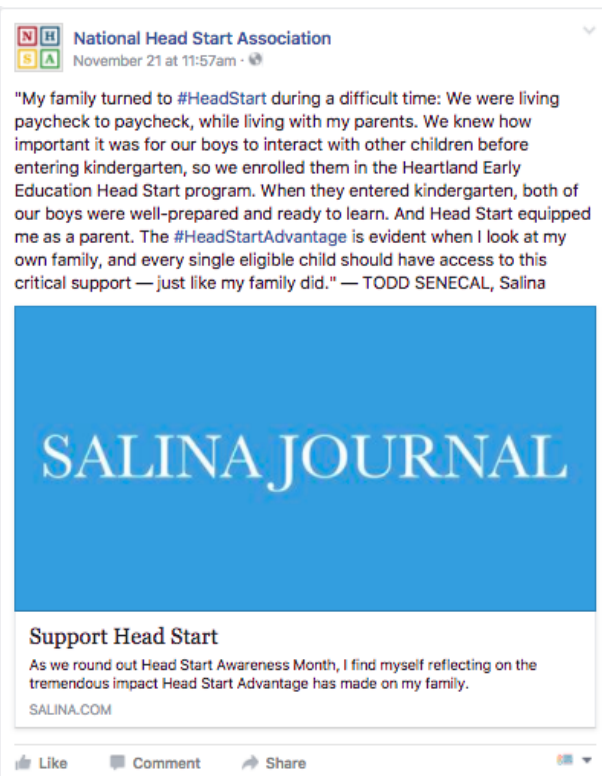 N H
S A
National Head Start Association
November 21 at 11:57am ·
"My family turned to #HeadStart during a difficult time: We were living
paycheck to paycheck, while living with my parents. We knew how
important it was for our boys to interact with other children before
entering kindergarten, so we enrolled them in the Heartland Early
Education Head Start program. When they entered kindergarten, both of
our boys were well-prepared and ready to learn. And Head Start equipped
me as a parent. The #HeadStartAdvantage is evident when I look at my
own family, and every single eligible child should have access to this
critical support — just like my family did." — TODD SENECAL, Salina
SALINA JOURNAL
Support Head Start
As we round out Head Start Awareness Month, I find myself reflecting on the
tremendous impact Head Start Advantage has made on my family.
SALINA.COM
Like Comment Share